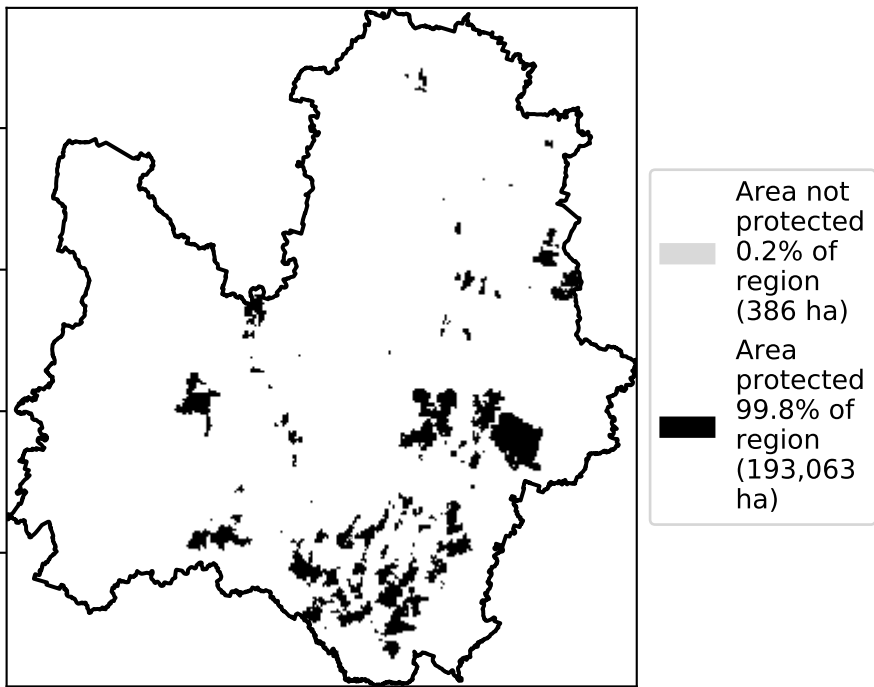 Area not
protected
0.2% of
region
(386 ha)
Area
protected
99.8% of
region
(193,063
ha)